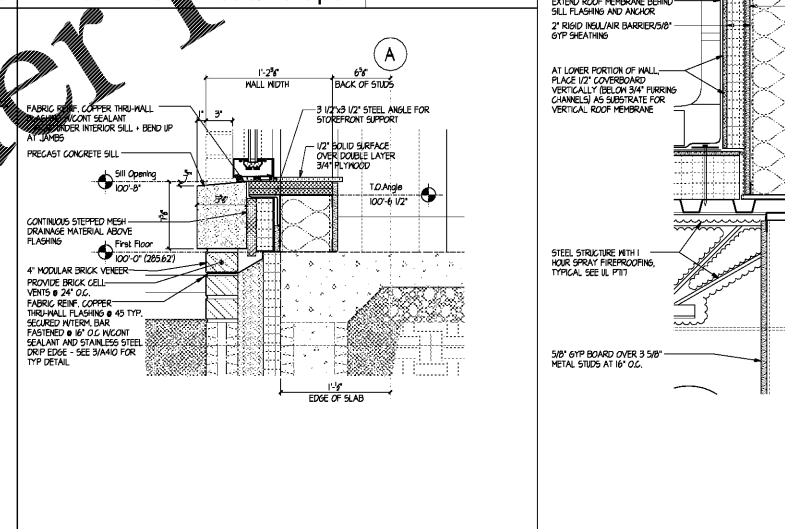 er
A
1'-2⅜"
WALL WIDTH
6⅝"
BACK OF STUDS
1"
3"
FABRIC REINF. COPPER THRU-WALL
W/CONT SEALANT
UNDER INTERIOR SILL + BEND UP
AT JAMBS
PRECAST CONCRETE SILL
3 1/2"x3 1/2" STEEL ANGLE FOR
STOREFRONT SUPPORT
1/2" SOLID SURFACE
OVER DOUBLE LAYER
3/4" PLYWOOD
Sill Opening
100'-8"
T.O.Angle
100'-6 1/2"
CONTINUOUS STEPPED MESH
DRAINAGE MATERIAL ABOVE
FLASHING
First Floor
100'-0" (285.62')
4" MODULAR BRICK VENEER
PROVIDE BRICK CELL
VENTS @ 24" O.C.
FABRIC REINF. COPPER
THRU-WALL FLASHING @ 45 TYP.
SECURED W/TERM. BAR
FASTENED @ 16" O.C W/CONT
SEALANT AND STAINLESS STEEL
DRIP EDGE - SEE 3/A410 FOR
TYP DETAIL
EDGE OF SLAB
EXTEND ROOF MEMBRANE BEHIND
SILL FLASHING AND ANCHOR
2" RIGID INSUL/AIR BARRIER/5/8"
GYP SHEATHING
AT LOWER PORTION OF WALL,
PLACE 1/2" COVERBOARD
VERTICALLY (BELOW 3/4" FURRING
CHANNELS) AS SUBSTRATE FOR
VERTICAL ROOF MEMBRANE
STEEL STRUCTURE WITH 1
HOUR SPRAY FIREPROOFING,
TYPICAL SEE UL P717
5/8" GYP BOARD OVER 3 5/8"
METAL STUDS AT 16" O.C.